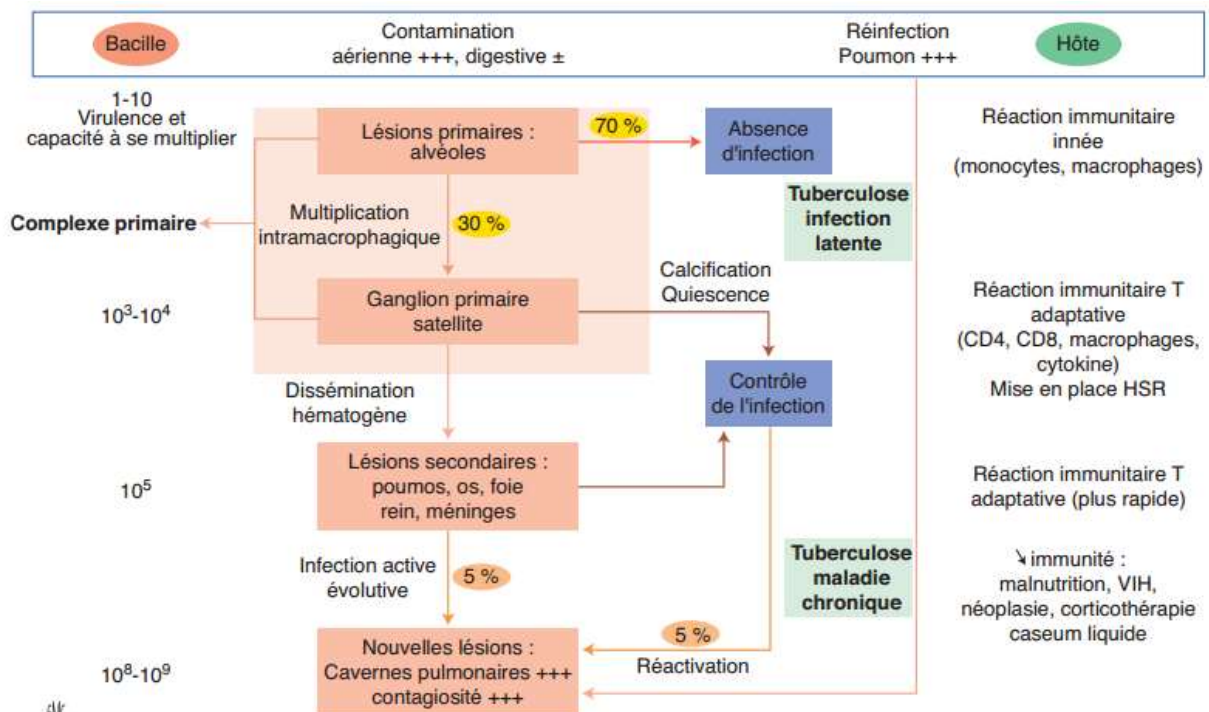 Bacille
Contamination
aérienne +++, digestive ±
Réinfection
Poumon +++
Hôte
1-10
Virulence et
capacité à se multiplier
Lésions primaires :
alvéoles
70 %
Absence
d'infection
Réaction immunitaire
innée
(monocytes, macrophages)
Complexe primaire
Multiplication
intramacrophagique
30 %
Tuberculose
infection
latente
Calcification
Quiescence
10³-10⁴
Ganglion primaire
satellite
Réaction immunitaire T
adaptative
(CD4, CD8, macrophages,
cytokine)
Mise en place HSR
Dissémination
hématogène
Contrôle
de l'infection
10⁵
Lésions secondaires :
poumos, os, foie
rein, méninges
Réaction immunitaire T
adaptative (plus rapide)
Infection active
évolutive
5 %
Tuberculose
maladie
chronique
↘ immunité :
malnutrition, VIH,
néoplasie, corticothérapie
caseum liquide
10⁸-10⁹
Nouvelles lésions :
Cavernes pulmonaires +++
contagiosité +++
5 %
Réactivation